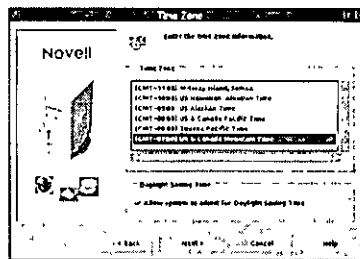 Time Zone
Novell
Enter the time zone information.
Time Zone
(GMT-11:00) Midway Island, Samoa
(GMT-10:00) US Hawaiian Aleutian Time
(GMT-09:00) US Alaskan Time
(GMT-08:00) US & Canada Pacific Time
(GMT-08:00) Pacific Time
(GMT-07:00) US & Canada Mountain Time
Daylight Saving Time
Allow system to adjust for Daylight Saving Time
< Back
Next >
Cancel
Help